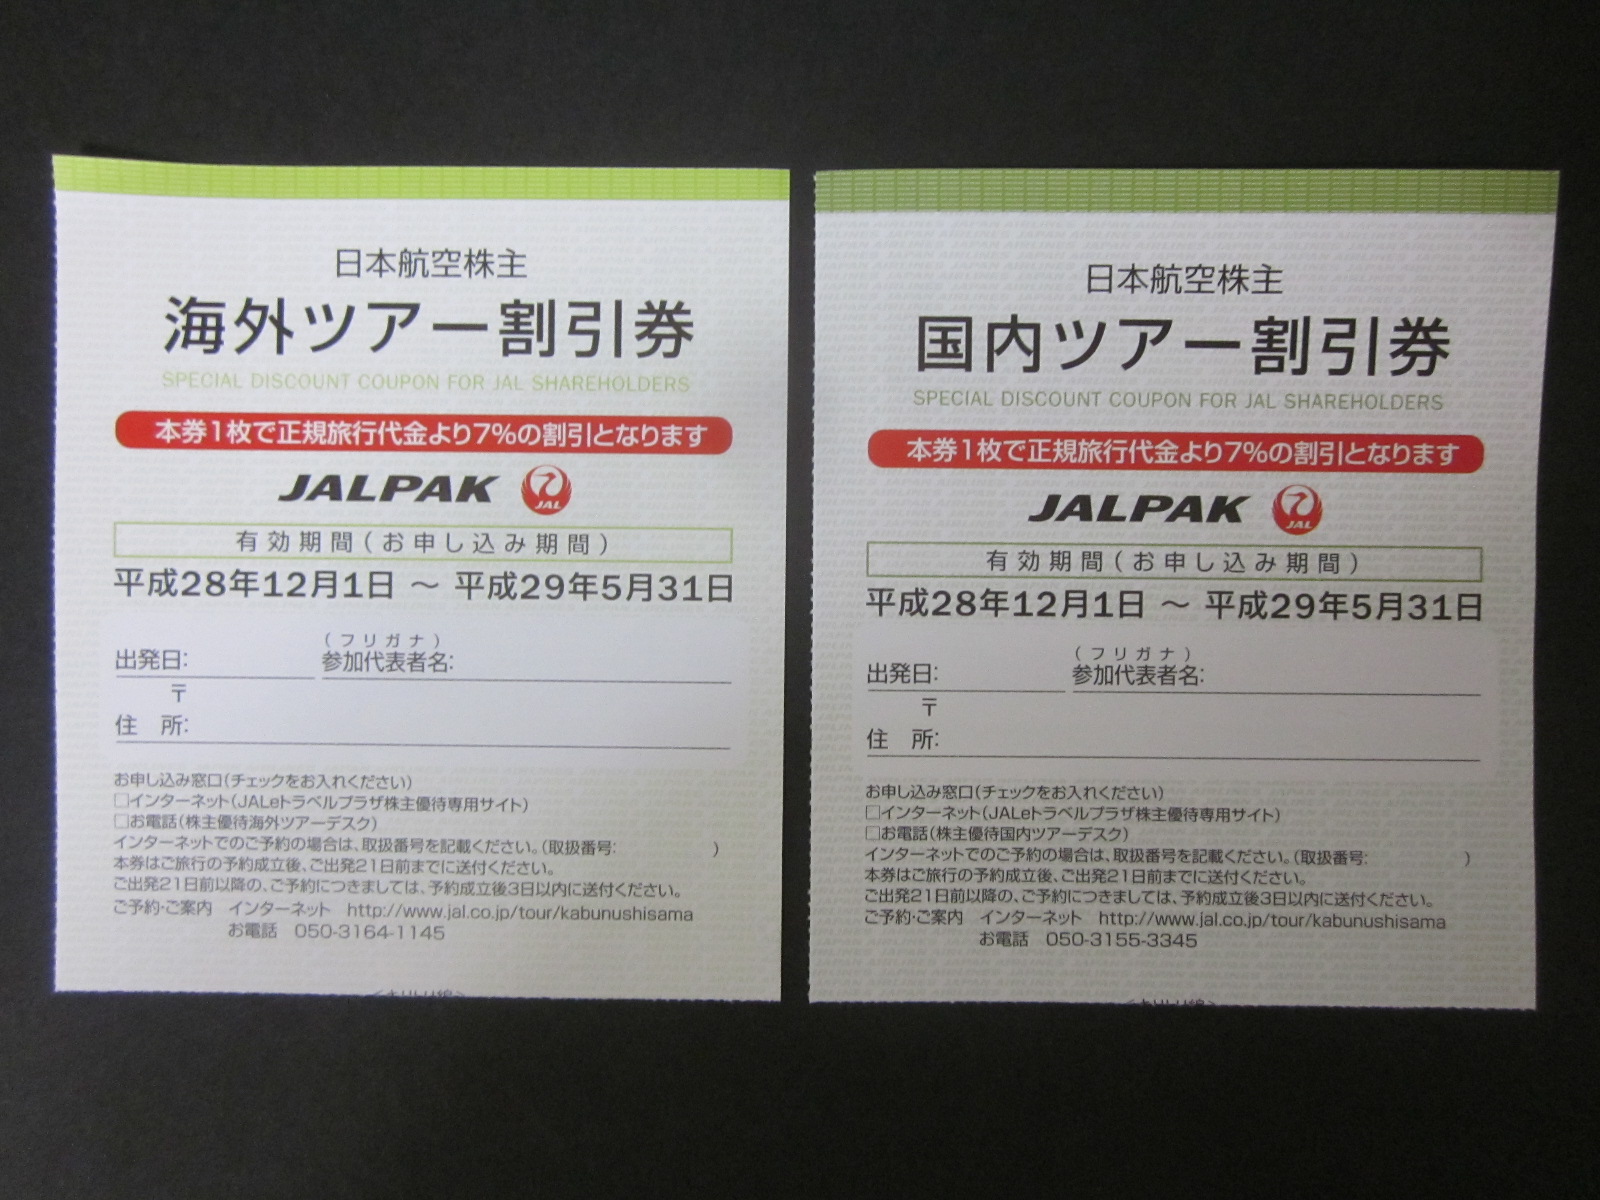 日本航空株主
海外ツアー割引券
SPECIAL DISCOUNT COUPON FOR JAL SHAREHOLDERS
本券1枚で正規旅行代金より7%の割引となります
JALPAK JAL
有効期間(お申し込み期間)
平成28年12月1日 ～ 平成29年5月31日
(フリガナ)
出発日: 参加代表者名:
〒
住 所:
お申し込み窓口(チェックをお入れください)
□インターネット(JALeトラベルプラザ株主優待専用サイト)
□お電話(株主優待海外ツアーデスク)
インターネットでのご予約の場合は、取扱番号を記載ください。(取扱番号: )
本券はご旅行の予約成立後、ご出発21日前までに送付ください。
ご出発21日前以降の、ご予約につきましては、予約成立後3日以内に送付ください。
ご予約・ご案内 インターネット http://www.jal.co.jp/tour/kabunushisama
お電話 050-3164-1145
<キリトリ線>
日本航空株主
国内ツアー割引券
SPECIAL DISCOUNT COUPON FOR JAL SHAREHOLDERS
本券1枚で正規旅行代金より7%の割引となります
JALPAK JAL
有効期間(お申し込み期間)
平成28年12月1日 ～ 平成29年5月31日
(フリガナ)
出発日: 参加代表者名:
〒
住 所:
お申し込み窓口(チェックをお入れください)
□インターネット(JALeトラベルプラザ株主優待専用サイト)
□お電話(株主優待国内ツアーデスク)
インターネットでのご予約の場合は、取扱番号を記載ください。(取扱番号: )
本券はご旅行の予約成立後、ご出発21日前までに送付ください。
ご出発21日前以降の、ご予約につきましては、予約成立後3日以内に送付ください。
ご予約・ご案内 インターネット http://www.jal.co.jp/tour/kabunushisama
お電話 050-3155-3345
<キリトリ線>